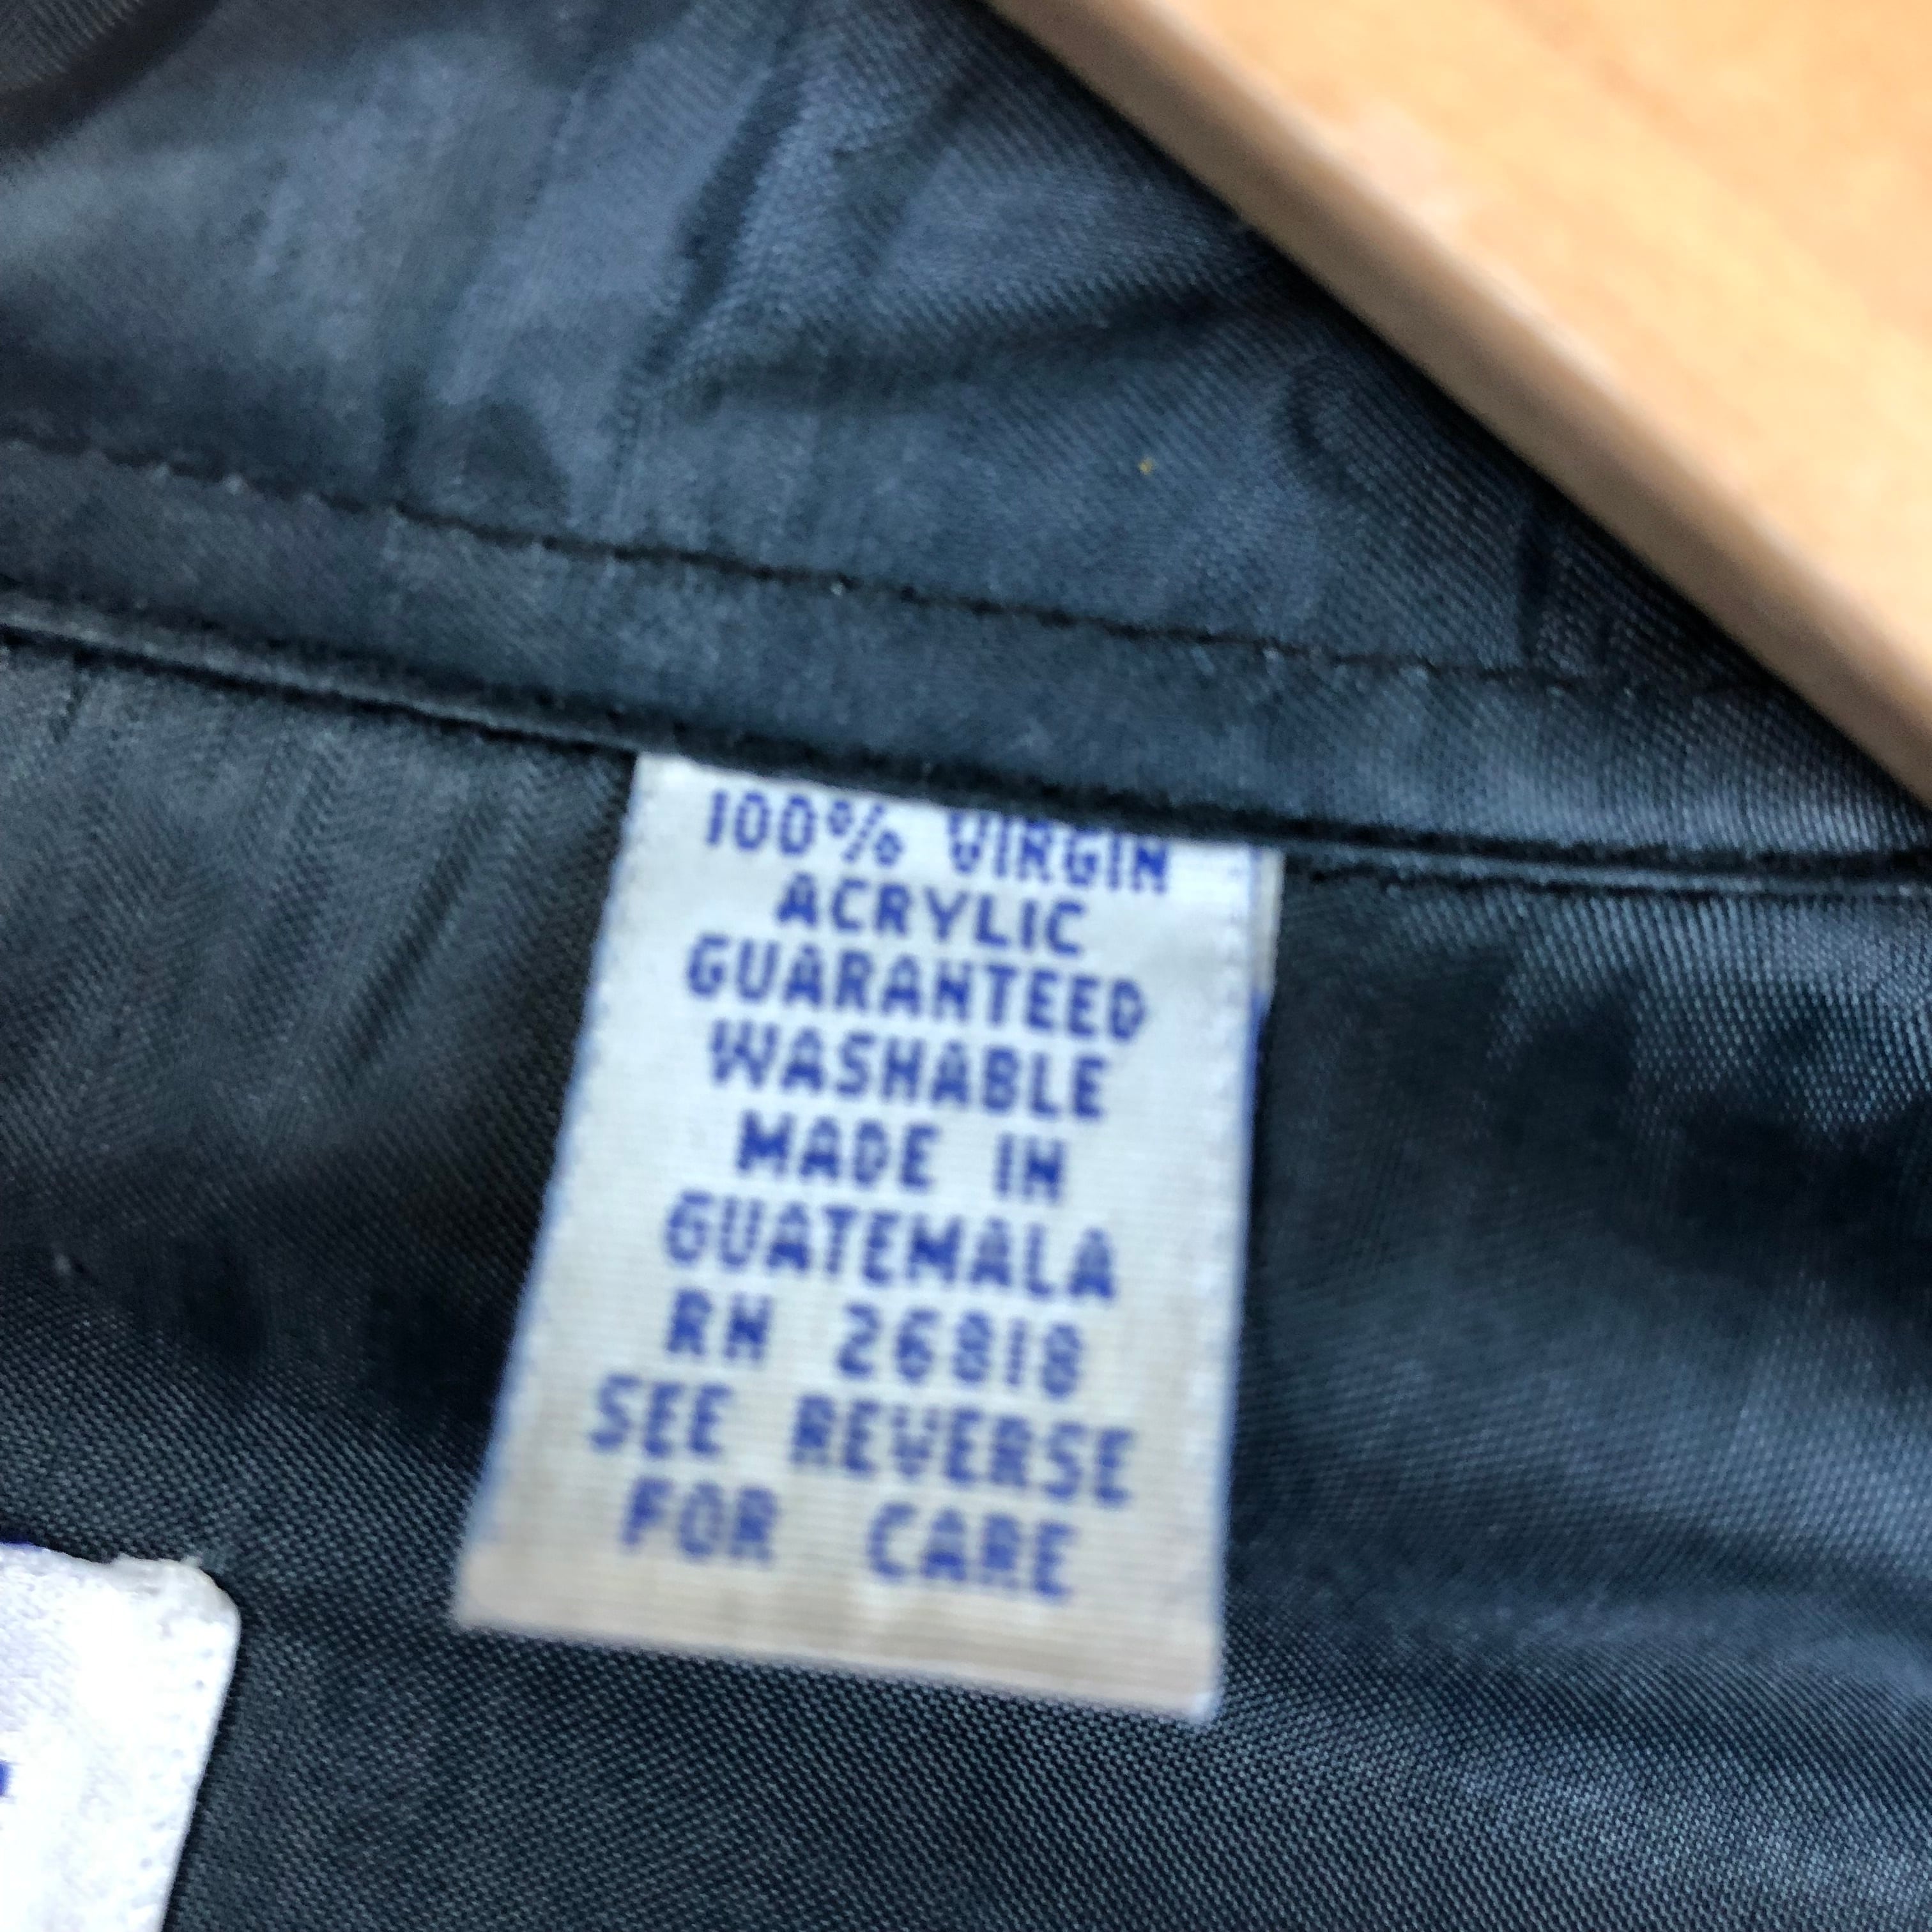 100% VIRGIN
ACRYLIC
GUARANTEED
WASHABLE
MADE IN
GUATEMALA
RN 26818
SEE REVERSE
FOR CARE